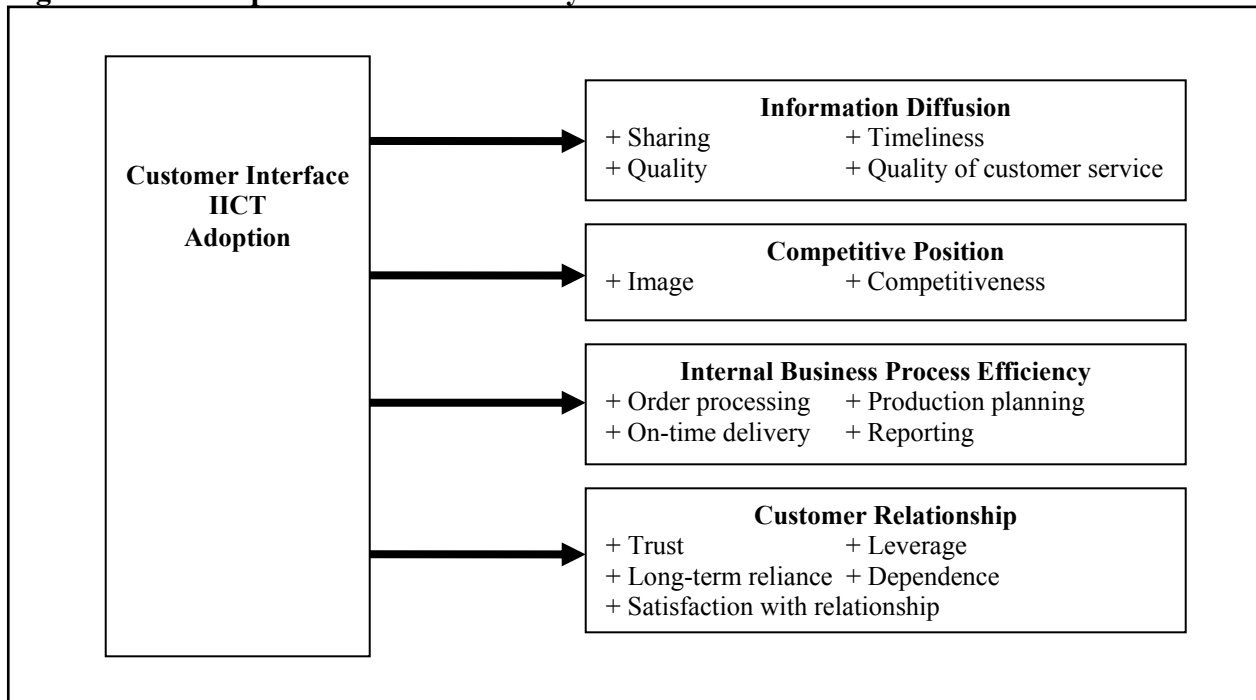 Customer Interface
IICT
Adoption
Information Diffusion
+ Sharing + Timeliness
+ Quality + Quality of customer service
Competitive Position
+ Image + Competitiveness
Internal Business Process Efficiency
+ Order processing + Production planning
+ On-time delivery + Reporting
Customer Relationship
+ Trust + Leverage
+ Long-term reliance + Dependence
+ Satisfaction with relationship